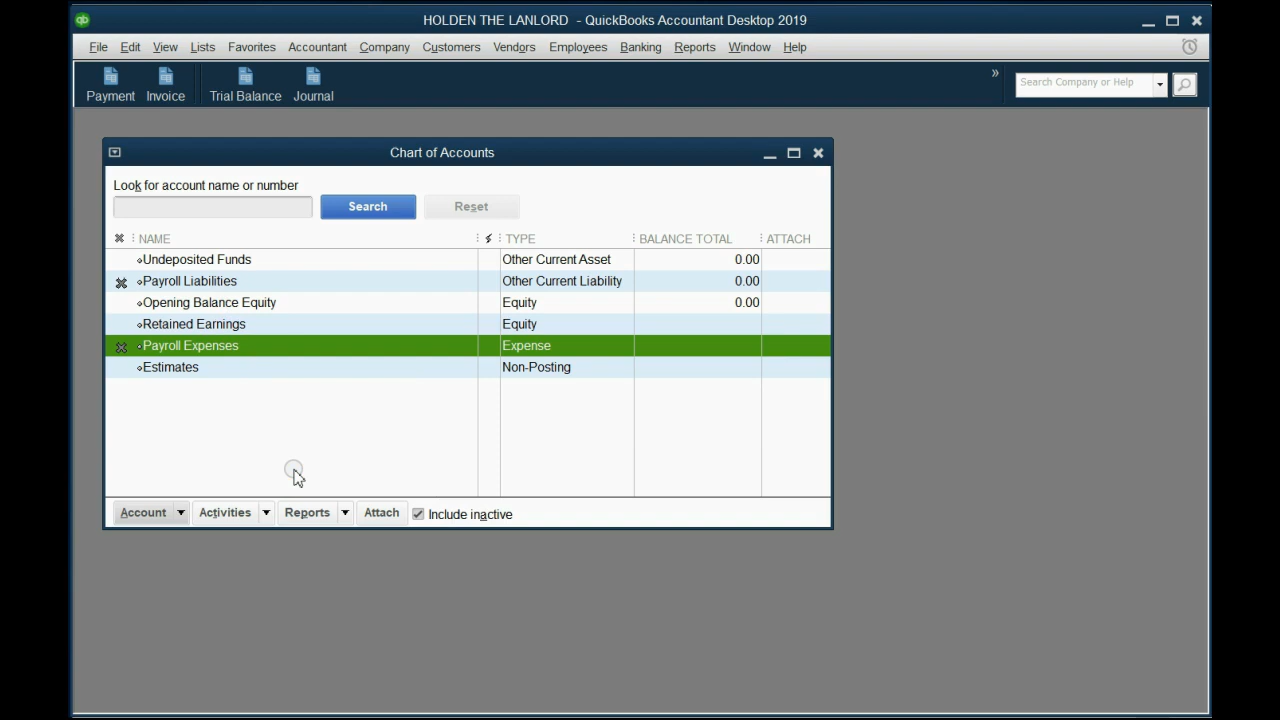 qb
HOLDEN THE LANLORD - QuickBooks Accountant Desktop 2019
File Edit View Lists Favorites Accountant Company Customers Vendors Employees Banking Reports Window Help
Payment Invoice Trial Balance Journal
» Search Company or Help
Chart of Accounts
Look for account name or number
Search Reset
NAME TYPE BALANCE TOTAL ATTACH
Undeposited Funds Other Current Asset 0.00
Payroll Liabilities Other Current Liability 0.00
Opening Balance Equity Equity 0.00
Retained Earnings Equity
Payroll Expenses Expense
Estimates Non-Posting
Account Activities Reports Attach Include inactive